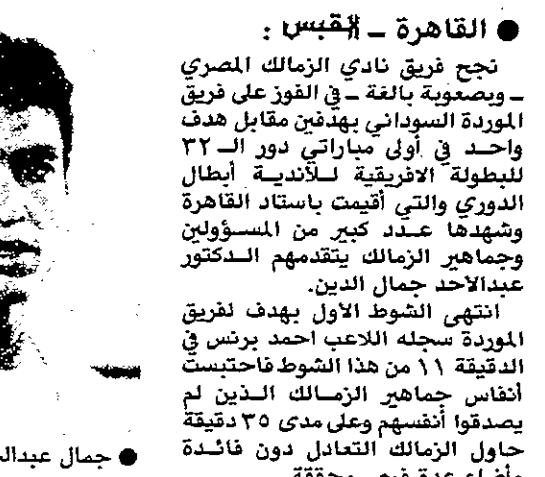 ● القاهرة ـ القبس :
نجح فريق نادي الزمالك المصري
ـ وبصعوبة بالغة ـ في الفوز على فريق
الموردة السوداني بهدفين مقابل هدف
واحد في أولى مباراتي دور الـ ٣٢
للبطولة الافريقية للأندية أبطال
الدوري والتي أقيمت باستاد القاهرة
وشهدها عدد كبير من المسؤولين
وجماهير الزمالك يتقدمهم الدكتور
عبدالاحد جمال الدين.
انتهى الشوط الأول بهدف لفريق
الموردة سجله اللاعب احمد برنس في
الدقيقة ١١ من هذا الشوط فاحتبست
أنفاس جماهير الزمالك الذين لم
يصدقوا أنفسهم وعلى مدى ٣٥ دقيقة
حاول الزمالك التعادل دون فائدة
● جمال